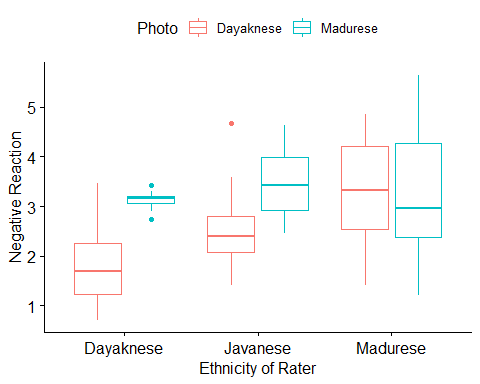 Photo Dayaknese Madurese
5
4
3
2
1
Negative Reaction
Dayaknese Javanese Madurese
Ethnicity of Rater